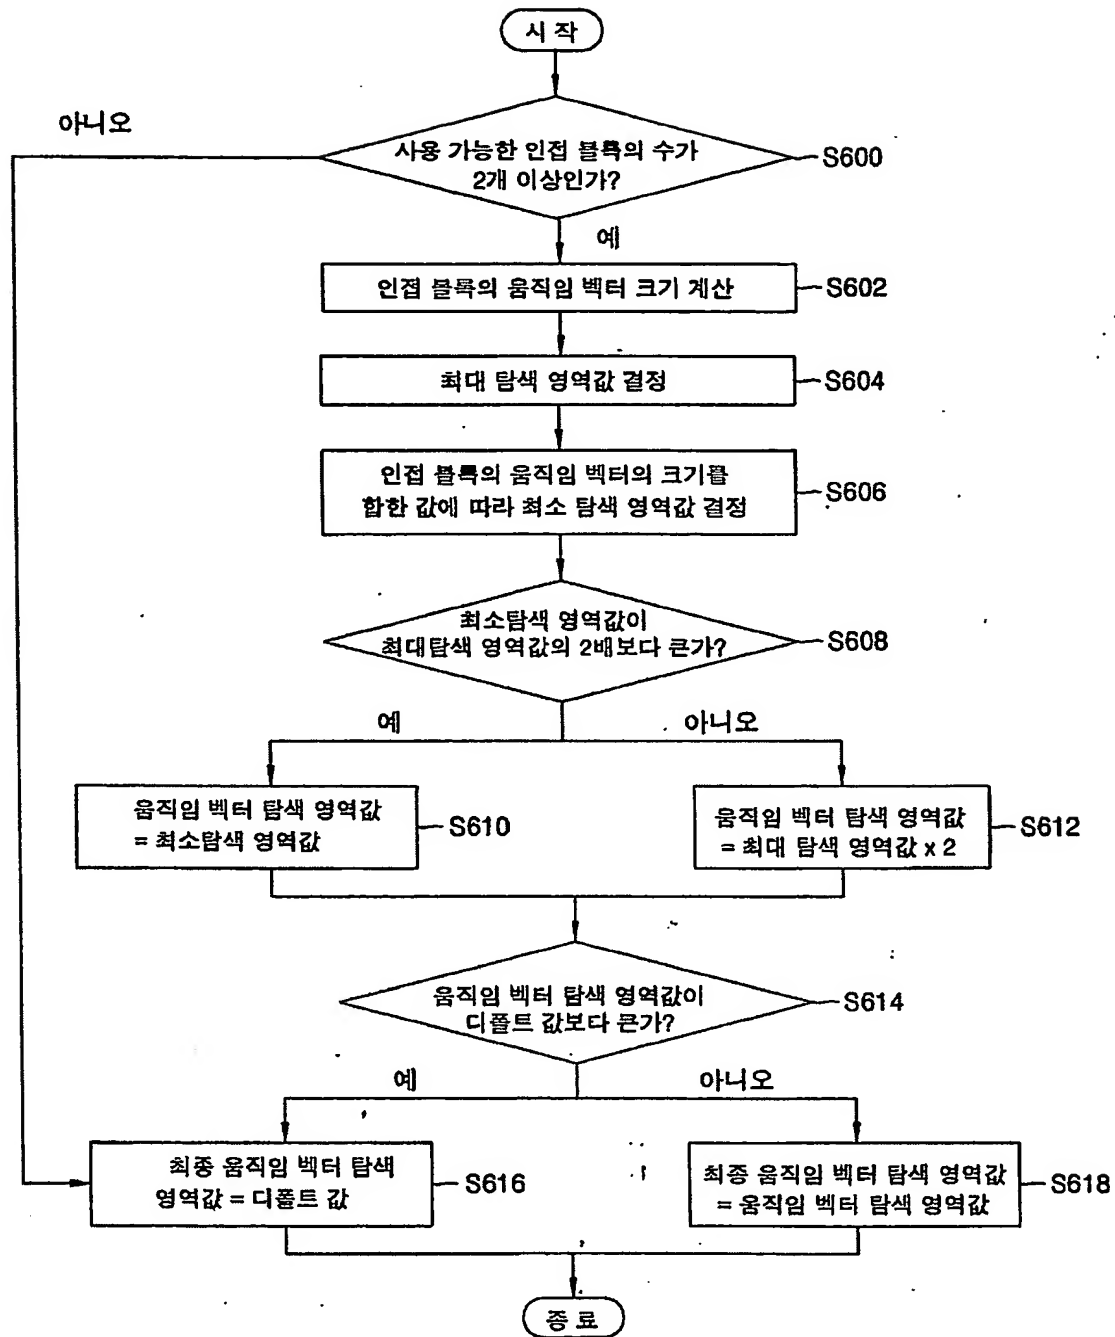 시 작
아니오
사용 가능한 인접 블록의 수가
2개 이상인가?
S600
예
인접 블록의 움직임 벡터 크기 계산
S602
최대 탐색 영역값 결정
S604
인접 블록의 움직임 벡터의 크기를
합한 값에 따라 최소 탐색 영역값 결정
S606
최소탐색 영역값이
최대탐색 영역값의 2배보다 큰가?
S608
예
아니오
움직임 벡터 탐색 영역값
= 최소탐색 영역값
S610
움직임 벡터 탐색 영역값
= 최대 탐색 영역값 x 2
S612
움직임 벡터 탐색 영역값이
디폴트 값보다 큰가?
S614
예
아니오
최종 움직임 벡터 탐색
영역값 = 디폴트 값
S616
최종 움직임 벡터 탐색 영역값
= 움직임 벡터 탐색 영역값
S618
종 료